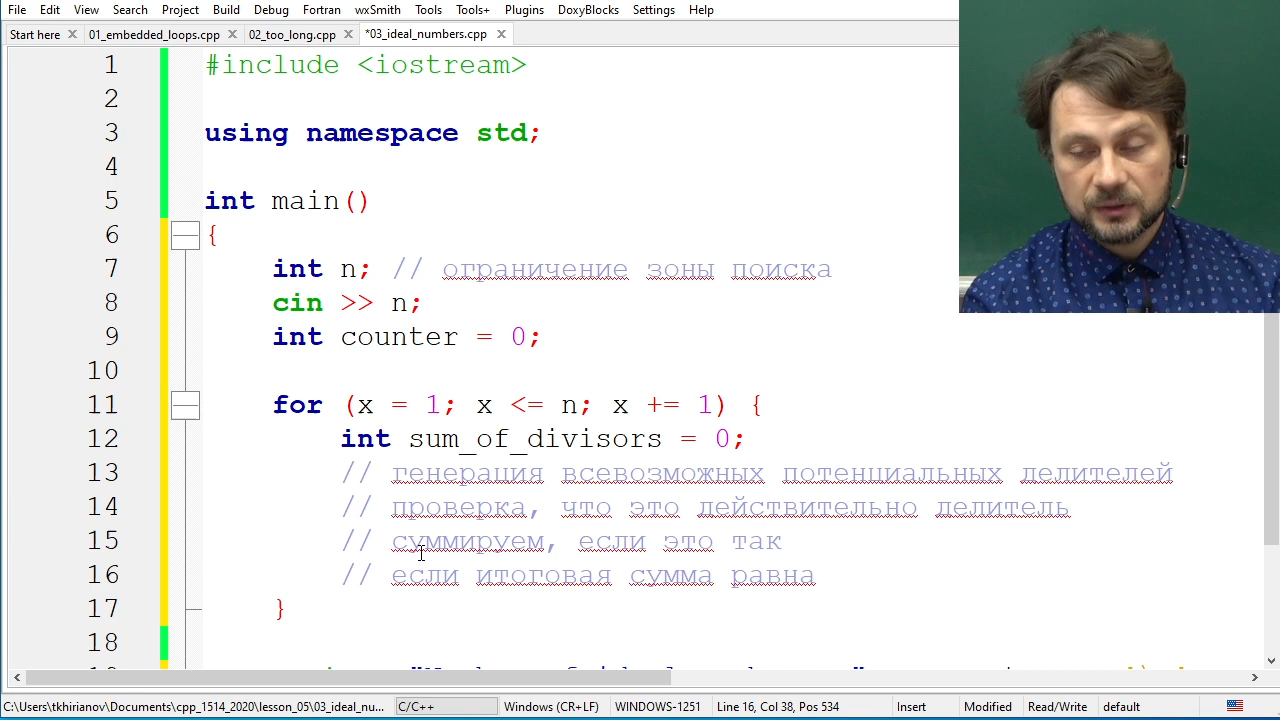 File Edit View Search Project Build Debug Fortran wxSmith Tools Tools+ Plugins DoxyBlocks Settings Help
Start here 01_embedded_loops.cpp 02_too_long.cpp *03_ideal_numbers.cpp
1 #include <iostream>
2
3 using namespace std;
4
5 int main()
6 {
7 int n; // ограничение зоны поиска
8 cin >> n;
9 int counter = 0;
10
11 for (x = 1; x <= n; x += 1) {
12 int sum_of_divisors = 0;
13 // генерация всевозможных потенциальных делителей
14 // проверка, что это действительно делитель
15 // суммируем, если это так
16 // если итоговая сумма равна
17 }
18
C:\Users\tkhirianov\Documents\cpp_1514_2020\lesson_05\03_ideal_nu... C/C++ Windows (CR+LF) WINDOWS-1251 Line 16, Col 38, Pos 534 Insert Modified Read/Write default